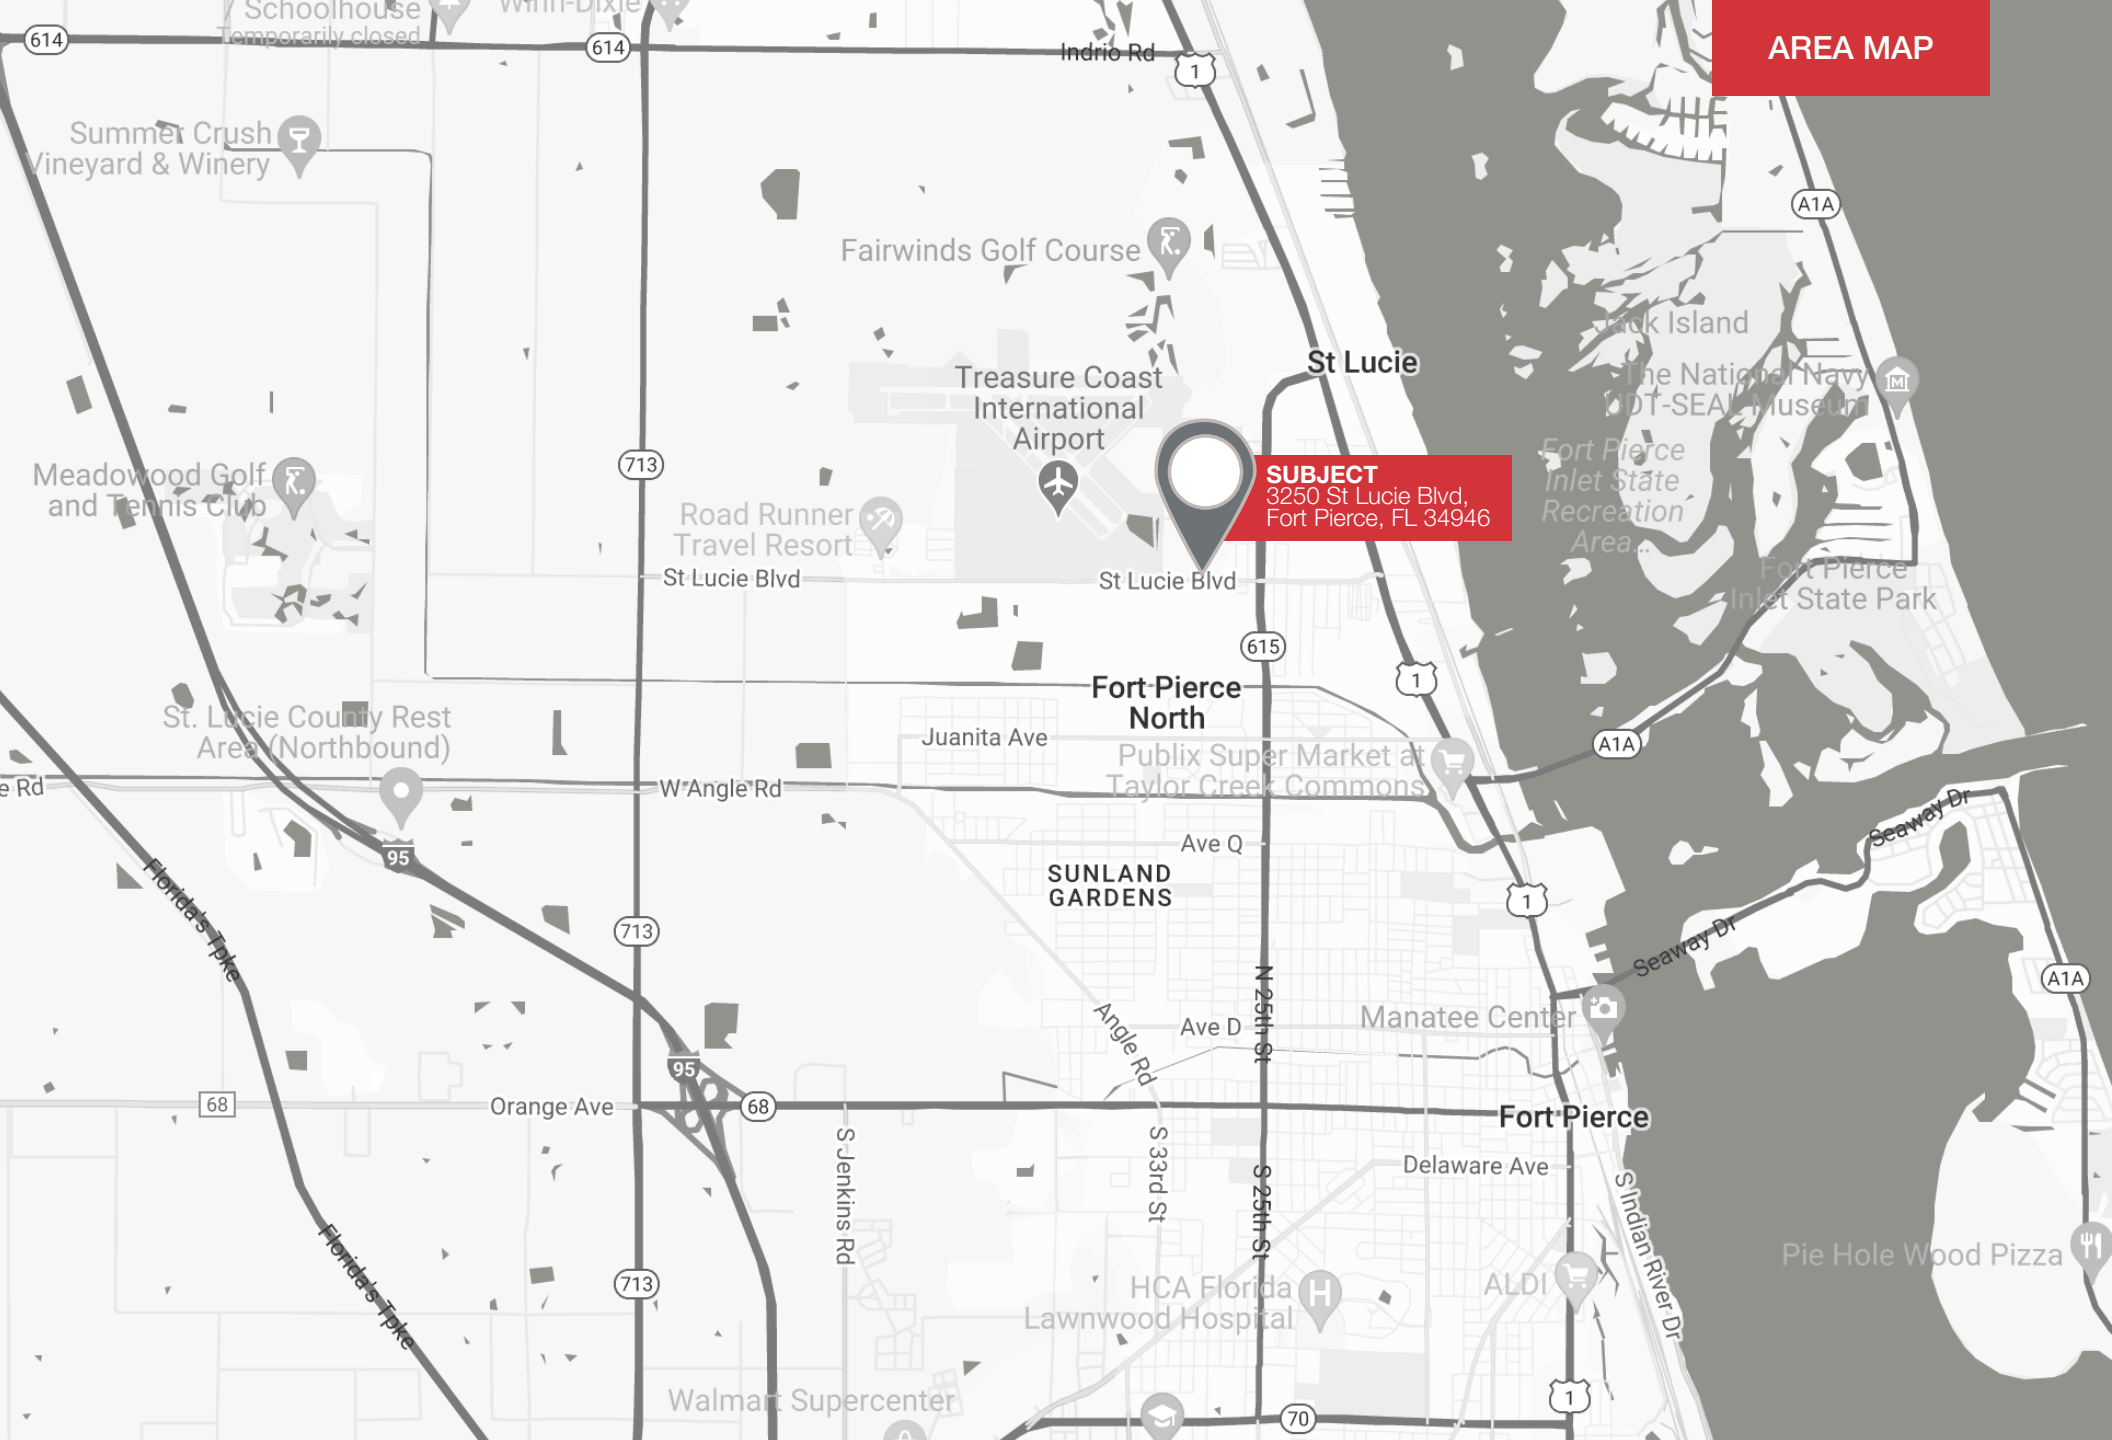 Schoolhouse
Temporarily closed
Winn-Dixie
AREA MAP
614
614
Indrio Rd
1
Summer Crush
Vineyard & Winery
A1A
Fairwinds Golf Course
Jack Island
St Lucie
The National Navy
UDT-SEAL Museum
Treasure Coast
International
Airport
713
Meadowood Golf
and Tennis Club
SUBJECT
3250 St Lucie Blvd,
Fort Pierce, FL 34946
Fort Pierce
Inlet State
Recreation
Area...
Road Runner
Travel Resort
St Lucie Blvd
St Lucie Blvd
Fort Pierce
Inlet State Park
615
1
Fort Pierce
North
St. Lucie County Rest
Area (Northbound)
Juanita Ave
A1A
Publix Super Market at
Taylor Creek Commons
e Rd
W Angle Rd
Seaway Dr
Ave Q
95
SUNLAND
GARDENS
1
Florida's Tpke
713
Seaway Dr
A1A
N 25th St
Manatee Center
Ave D
Angle Rd
95
68
Orange Ave
68
Fort Pierce
S Jenkins Rd
S 33rd St
S 25th St
Delaware Ave
S Indian River Dr
Florida's Tpke
713
HCA Florida
Lawnwood Hospital
ALDI
Pie Hole Wood Pizza
Walmart Supercenter
70
1